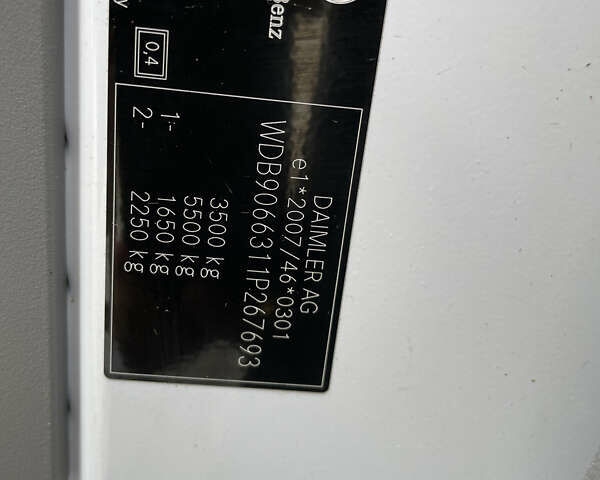 Benz
DAIMLER AG
e1*2007/46*0301
WDB9066311P267693
3500 kg
5500 kg
1- 1650 kg
2- 2250 kg
0,4